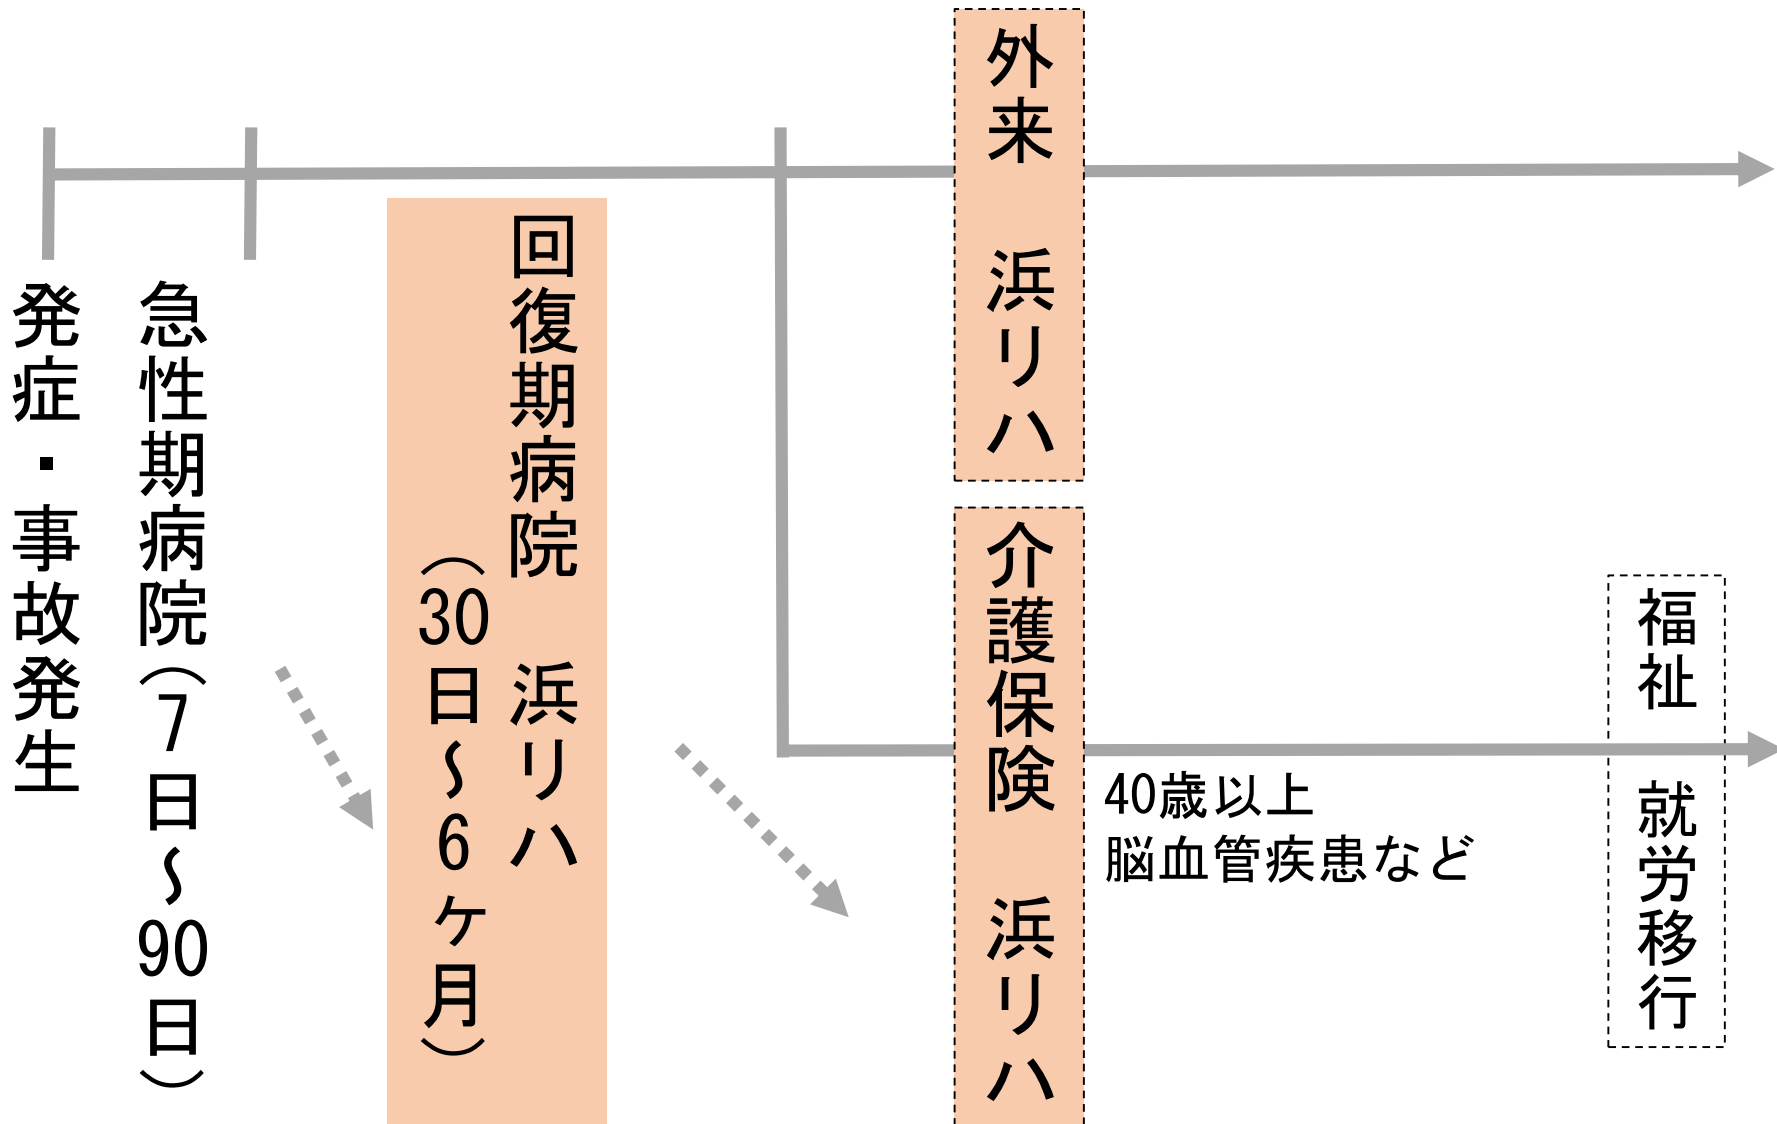 発症・事故発生
急性期病院（7日～90日）
回復期病院　浜リハ
（30日～6ヶ月）
外来　浜リハ
介護保険　浜リハ
40歳以上
脳血管疾患など
福祉　就労移行